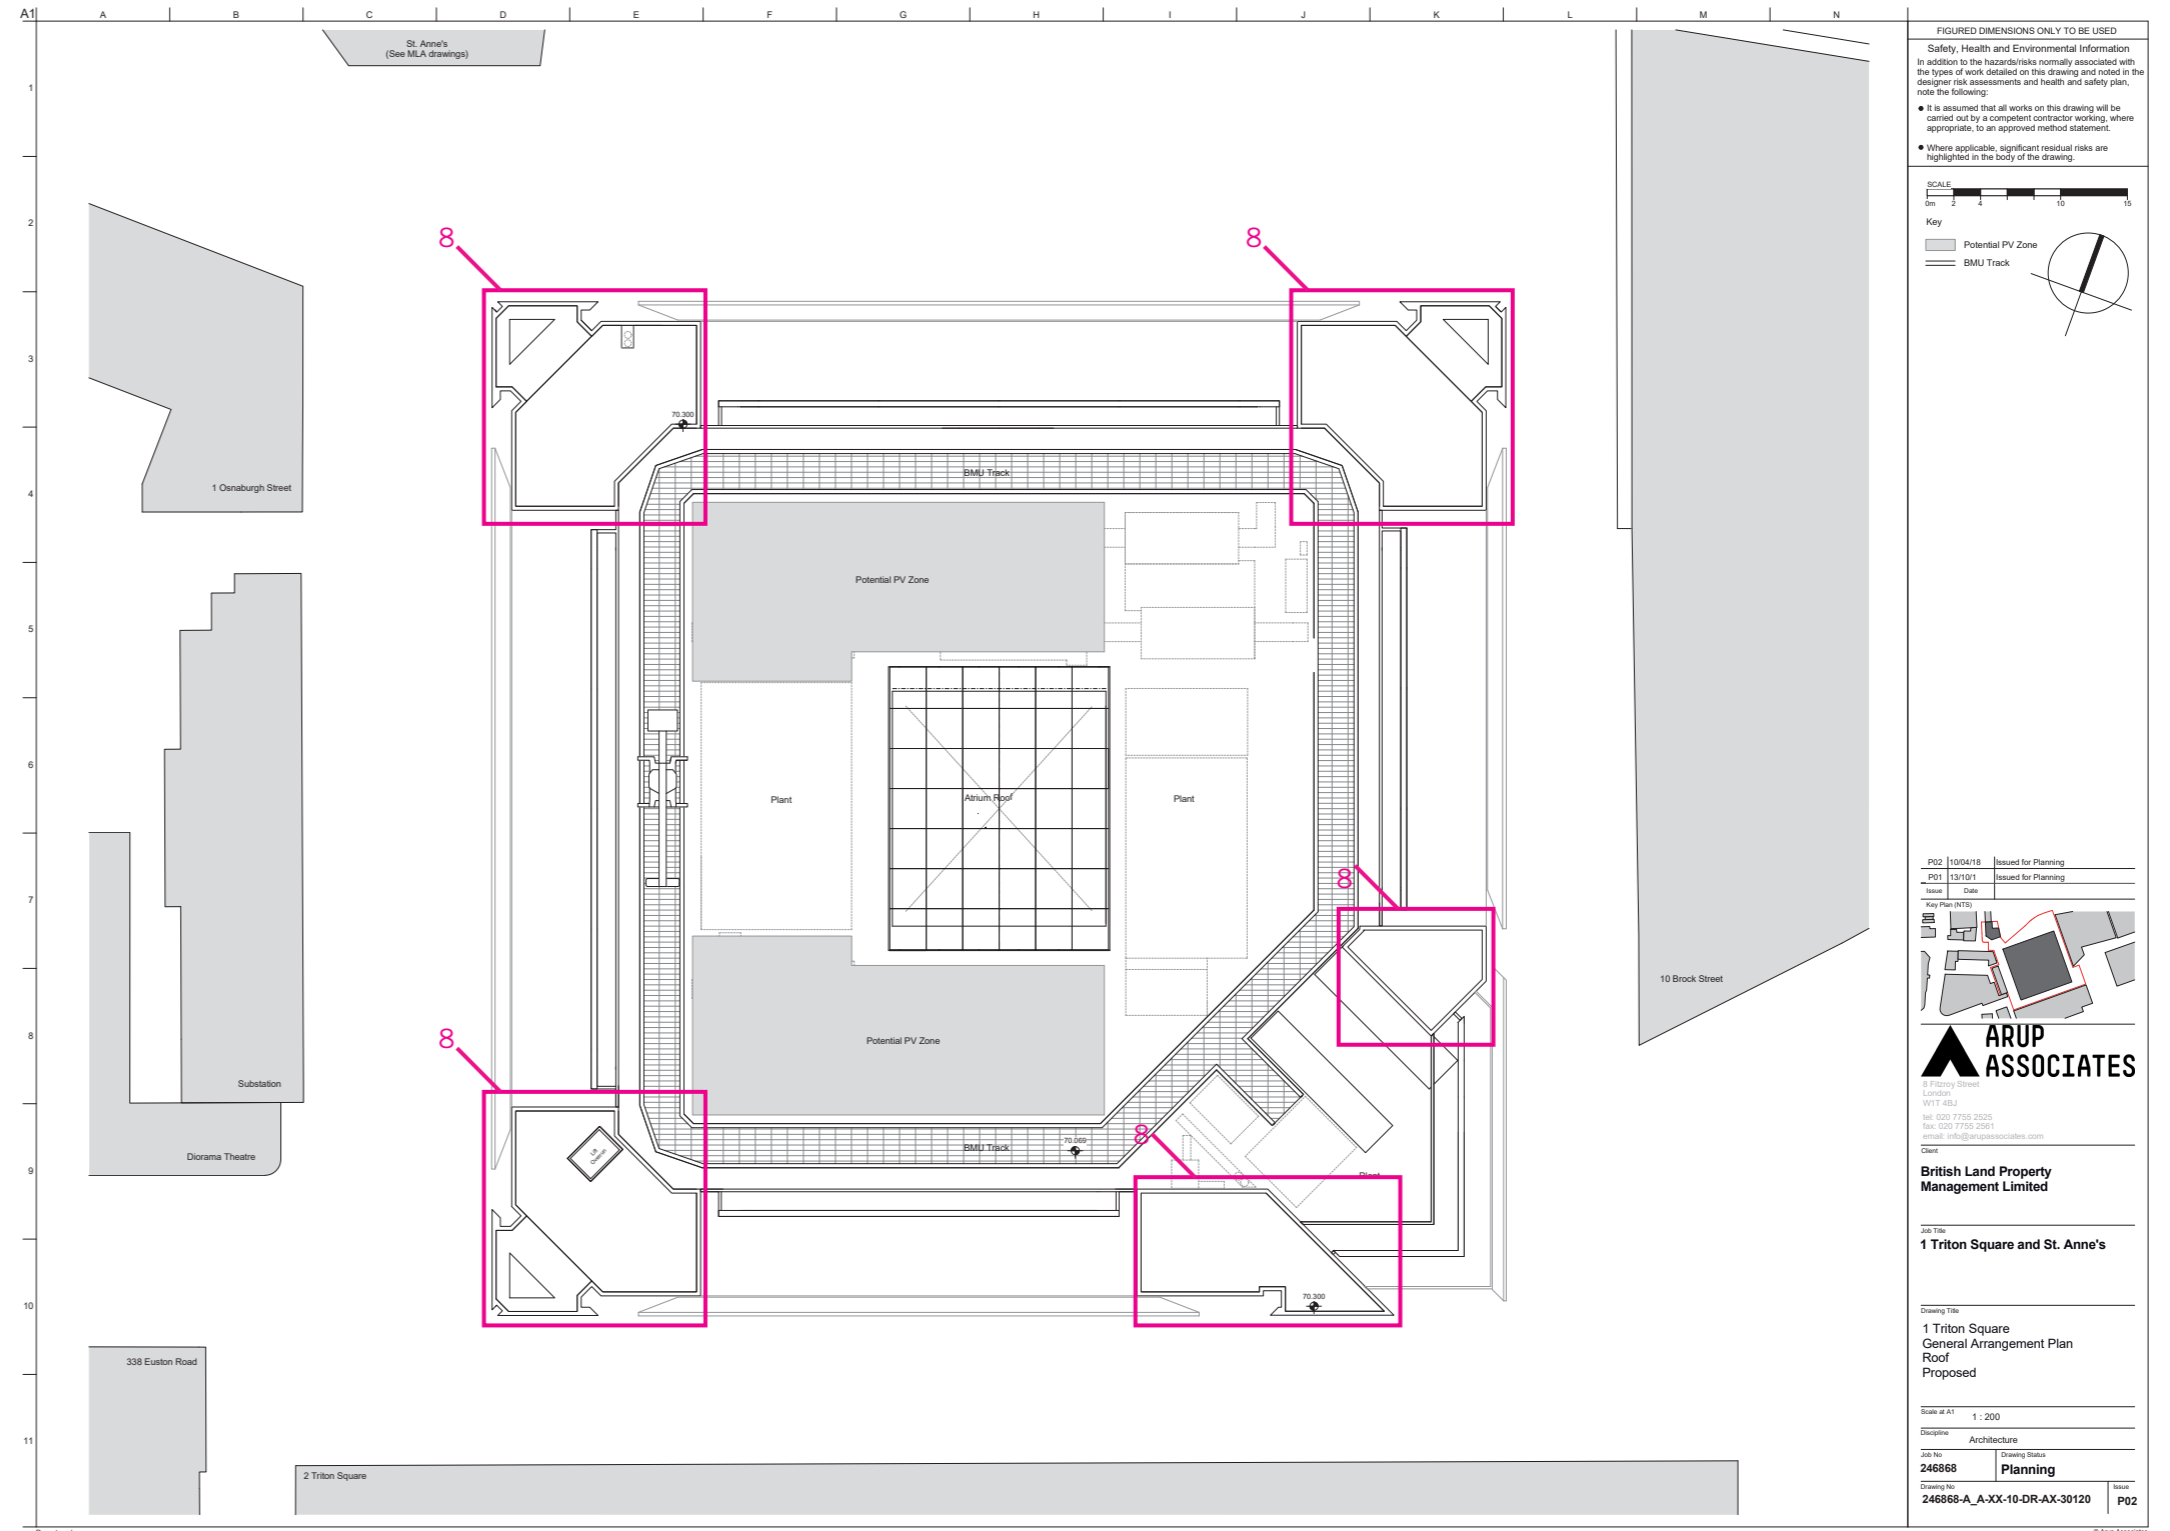 A1
A
B
C
D
E
F
G
H
I
J
K
L
M
N
1
2
3
4
5
6
7
8
9
10
11
St. Anne's
(See MLA drawings)
8
8
70.300
BMU Track
1 Osnaburgh Street
Potential PV Zone
Plant
Atrium Roof
Plant
8
10 Brock Street
8
Potential PV Zone
Substation
8
BMU Track
70.065
Diorama Theatre
Lift
Overrun
Plant
70.300
338 Euston Road
2 Triton Square
FIGURED DIMENSIONS ONLY TO BE USED
Safety, Health and Environmental Information
In addition to the hazards/risks normally associated with
the types of work detailed on this drawing and noted in the
designer risk assessments and health and safety plan,
note the following:
● It is assumed that all works on this drawing will be
carried out by a competent contractor working, where
appropriate, to an approved method statement.
● Where applicable, significant residual risks are
highlighted in the body of the drawing.
SCALE
0m 2 4 10 15
Key
Potential PV Zone
BMU Track
P02 10/04/18 Issued for Planning
P01 13/10/1 Issued for Planning
Issue Date
Key Plan (NTS)
ARUP
ASSOCIATES
8 Fitzroy Street
London
W1T 4BJ
tel: 020 7755 2525
fax: 020 7755 2561
email: info@arupassociates.com
Client
British Land Property
Management Limited
Job Title
1 Triton Square and St. Anne's
Drawing Title
1 Triton Square
General Arrangement Plan
Roof
Proposed
Scale at A1
1 : 200
Discipline
Architecture
Job No
246868
Drawing Status
Planning
Drawing No
246868-A_A-XX-10-DR-AX-30120
Issue
P02